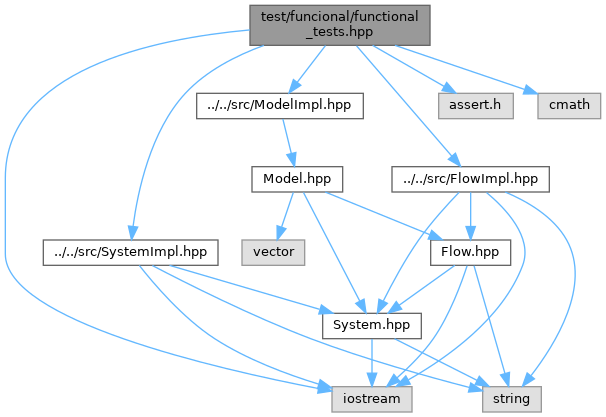 test/funcional/functional
_tests.hpp
../../src/ModelImpl.hpp
assert.h
cmath
Model.hpp
../../src/FlowImpl.hpp
../../src/SystemImpl.hpp
vector
Flow.hpp
System.hpp
iostream
string